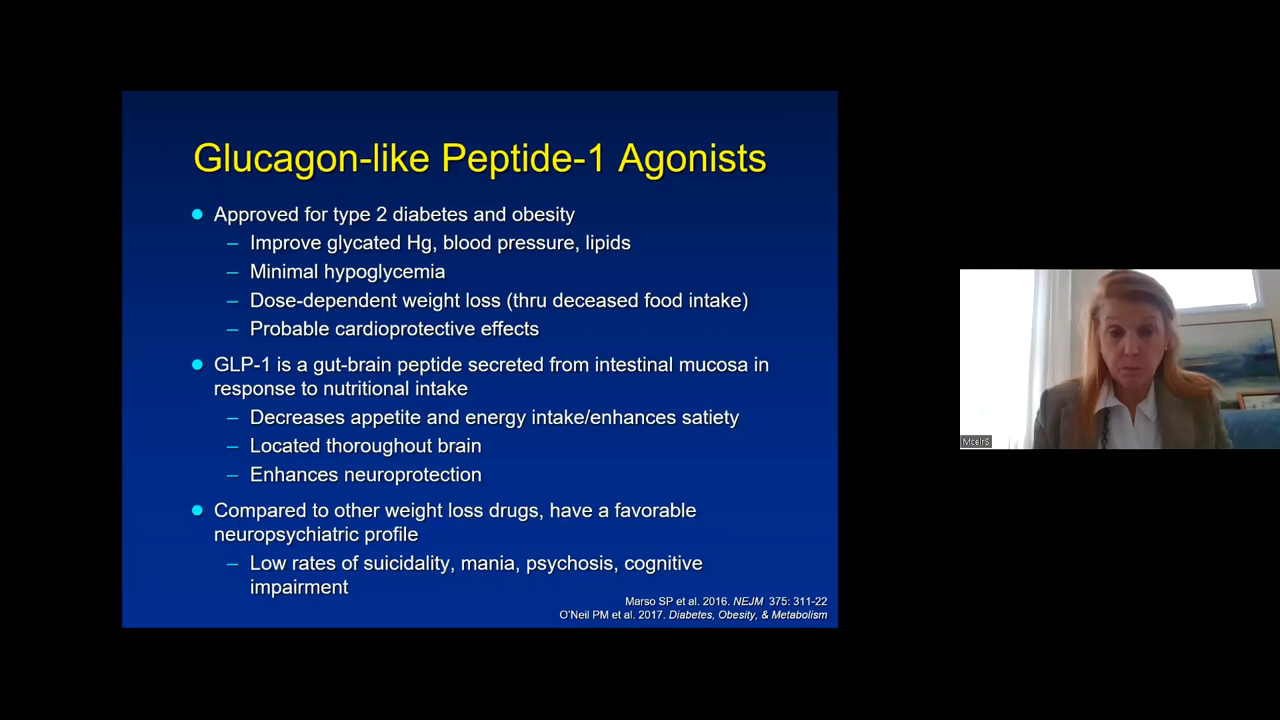 Glucagon-like Peptide-1 Agonists
● Approved for type 2 diabetes and obesity
– Improve glycated Hg, blood pressure, lipids
– Minimal hypoglycemia
– Dose-dependent weight loss (thru deceased food intake)
– Probable cardioprotective effects
● GLP-1 is a gut-brain peptide secreted from intestinal mucosa in
response to nutritional intake
– Decreases appetite and energy intake/enhances satiety
– Located thoroughout brain
– Enhances neuroprotection
● Compared to other weight loss drugs, have a favorable
neuropsychiatric profile
– Low rates of suicidality, mania, psychosis, cognitive
impairment
Marso SP et al. 2016. NEJM 375: 311-22
O'Neil PM et al. 2017. Diabetes, Obesity, & Metabolism